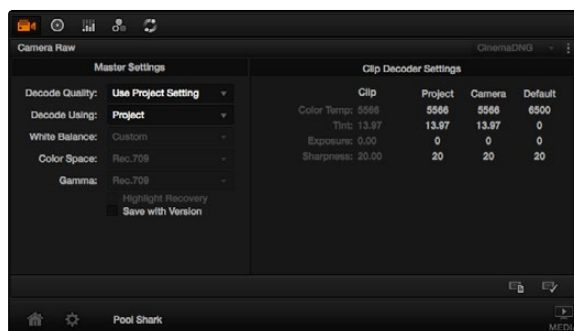 Camera Raw
CinemaDNG
Master Settings
Decode Quality: Use Project Setting
Decode Using: Project
White Balance: Custom
Color Space: Rec.709
Gamma: Rec.709
Highlight Recovery
Save with Version
Clip Decoder Settings
Clip Project Camera Default
Color Temp: 5566 5566 5566 6500
Tint: 13.97 13.97 13.97 0
Exposure: 0.00 0 0 0
Sharpness: 20.00 20 20 20
Pool Shark
MEDI